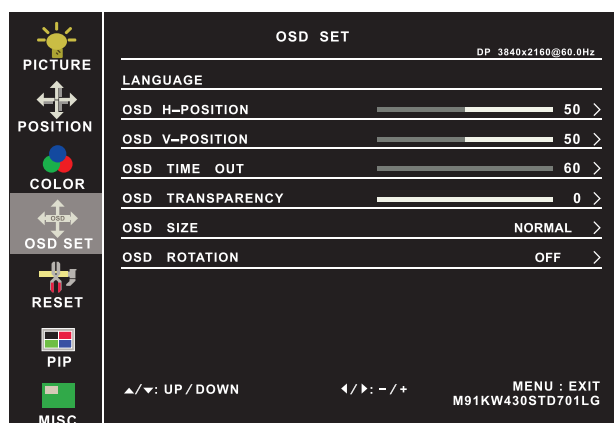 PICTURE
POSITION
COLOR
OSD
OSD SET
RESET
PIP
MISC
OSD SET
DP 3840x2160@60.0Hz
LANGUAGE
OSD H-POSITION 50 >
OSD V-POSITION 50 >
OSD TIME OUT 60 >
OSD TRANSPARENCY 0 >
OSD SIZE NORMAL >
OSD ROTATION OFF >
▲/▼: UP/DOWN ◀/▶: -/+ MENU : EXIT
M91KW430STD701LG